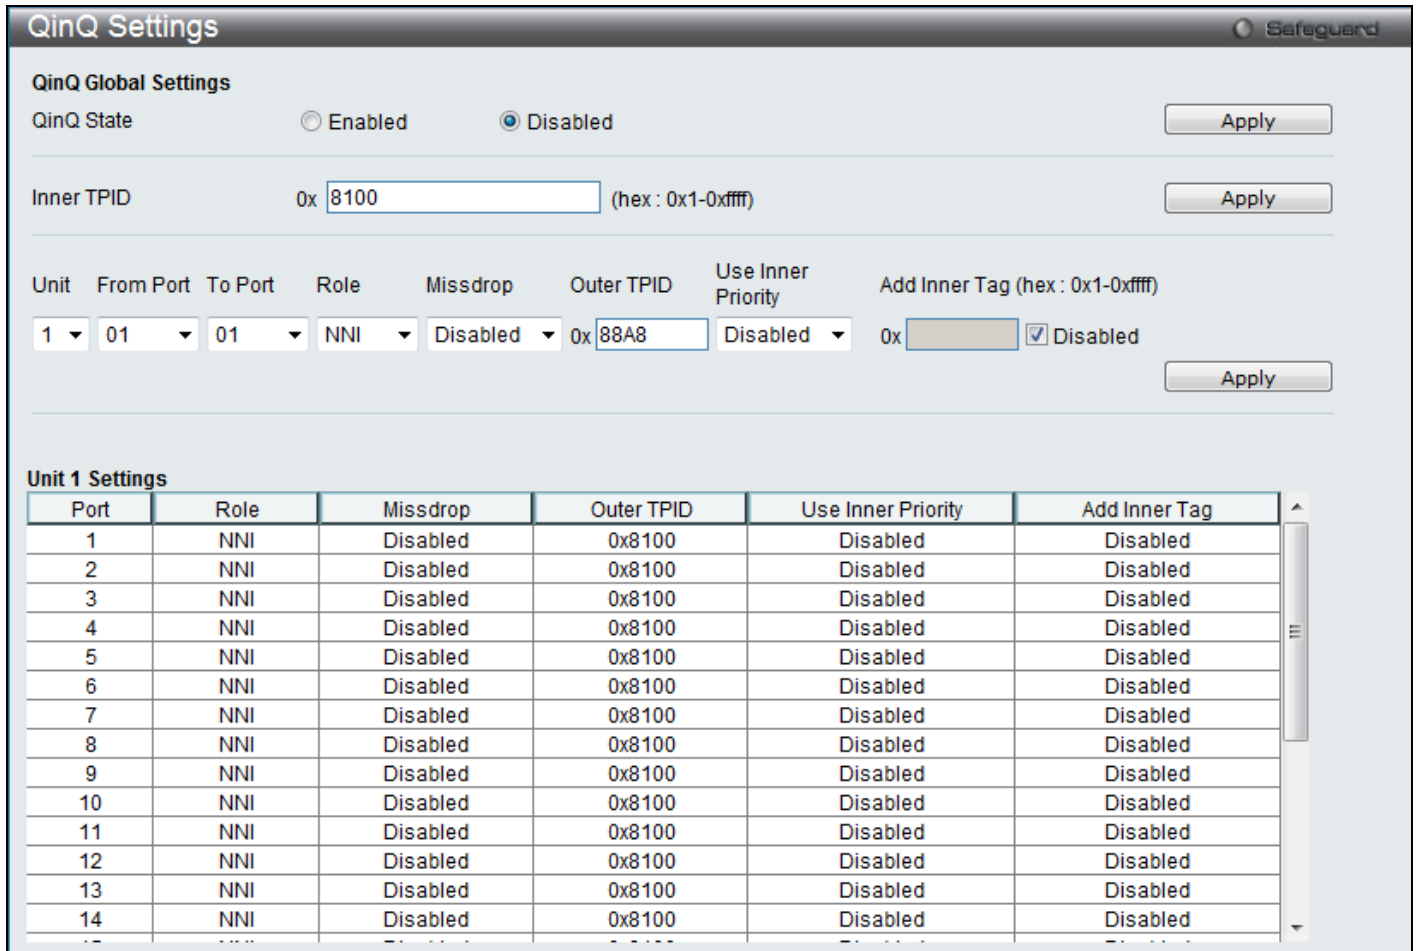 QinQ Settings
Safeguard
QinQ Global Settings
QinQ State Enabled Disabled Apply
Inner TPID 0x 8100 (hex : 0x1-0xffff) Apply
Unit From Port To Port Role Missdrop Outer TPID Use Inner Priority Add Inner Tag (hex : 0x1-0xffff)
1 01 01 NNI Disabled 0x 88A8 Disabled 0x Disabled
Apply
Unit 1 Settings
Port Role Missdrop Outer TPID Use Inner Priority Add Inner Tag
1 NNI Disabled 0x8100 Disabled Disabled
2 NNI Disabled 0x8100 Disabled Disabled
3 NNI Disabled 0x8100 Disabled Disabled
4 NNI Disabled 0x8100 Disabled Disabled
5 NNI Disabled 0x8100 Disabled Disabled
6 NNI Disabled 0x8100 Disabled Disabled
7 NNI Disabled 0x8100 Disabled Disabled
8 NNI Disabled 0x8100 Disabled Disabled
9 NNI Disabled 0x8100 Disabled Disabled
10 NNI Disabled 0x8100 Disabled Disabled
11 NNI Disabled 0x8100 Disabled Disabled
12 NNI Disabled 0x8100 Disabled Disabled
13 NNI Disabled 0x8100 Disabled Disabled
14 NNI Disabled 0x8100 Disabled Disabled